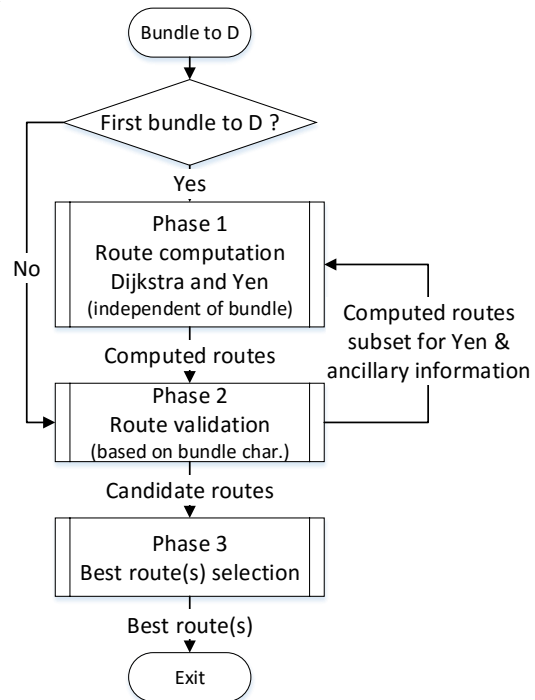 Bundle to D
First bundle to D ?
Yes
No
Phase 1
Route computation
Dijkstra and Yen
(independent of bundle)
Computed routes
subset for Yen &
ancillary information
Computed routes
Phase 2
Route validation
(based on bundle char.)
Candidate routes
Phase 3
Best route(s) selection
Best route(s)
Exit